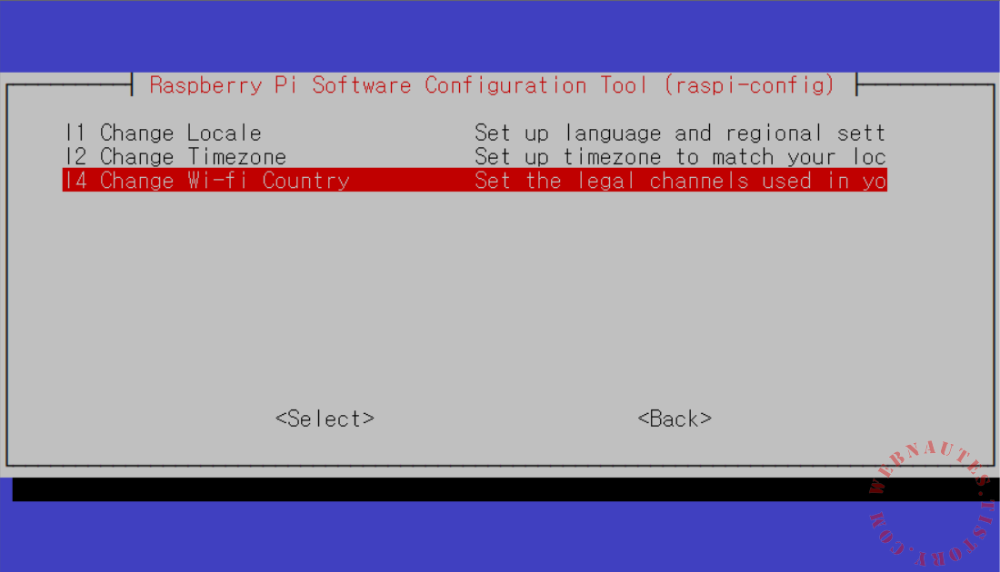 Raspberry Pi Software Configuration Tool (raspi-config)
I1 Change Locale Set up language and regional sett
I2 Change Timezone Set up timezone to match your loc
I4 Change Wi-fi Country Set the legal channels used in yo
<Select> <Back>
WEBNAUTES.TISTORY.COM